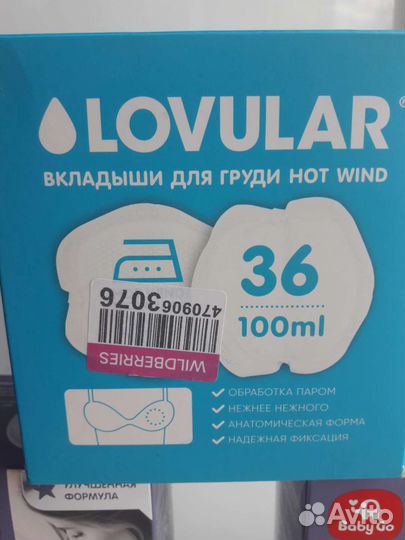 LOVULAR®
ВКЛАДЫШИ ДЛЯ ГРУДИ HOT WIND
36
100ml
4709063076
WILDBERRIES
ОБРАБОТКА ПАРОМ
НЕЖНЕЕ НЕЖНОГО
АНАТОМИЧЕСКАЯ ФОРМА
НАДЕЖНАЯ ФИКСАЦИЯ
УЛУЧШЕННАЯ
ФОРМУЛА
Baby Go
Avito